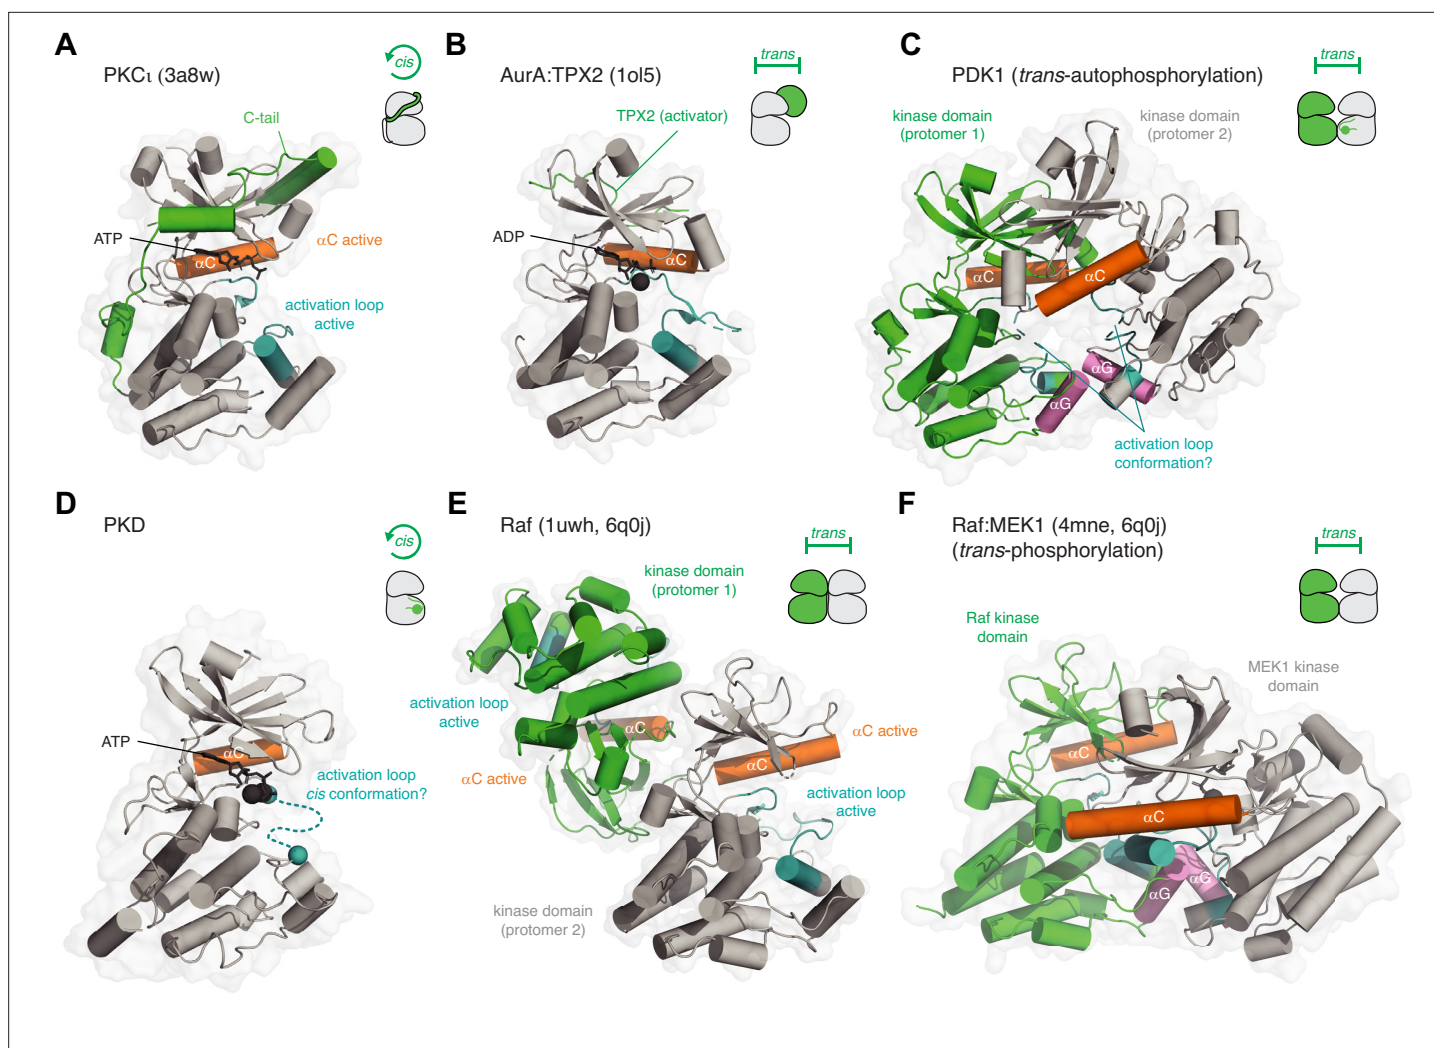 A
PKCι (3a8w)
cis
C-tail
ATP
αC active
αC
activation loop
active
B
AurA:TPX2 (1ol5)
trans
TPX2 (activator)
ADP
αC
C
PDK1 (trans-autophosphorylation)
trans
kinase domain
(protomer 1)
kinase domain
(protomer 2)
αC
αC
αG
αG
activation loop
conformation?
D
PKD
cis
ATP
αC
activation loop
cis conformation?
E
Raf (1uwh, 6q0j)
trans
kinase domain
(protomer 1)
activation loop
active
αC
αC active
αC active
αC
activation loop
active
kinase domain
(protomer 2)
F
Raf:MEK1 (4mne, 6q0j)
(trans-phosphorylation)
trans
Raf kinase
domain
MEK1 kinase
domain
αC
αC
αG
αG